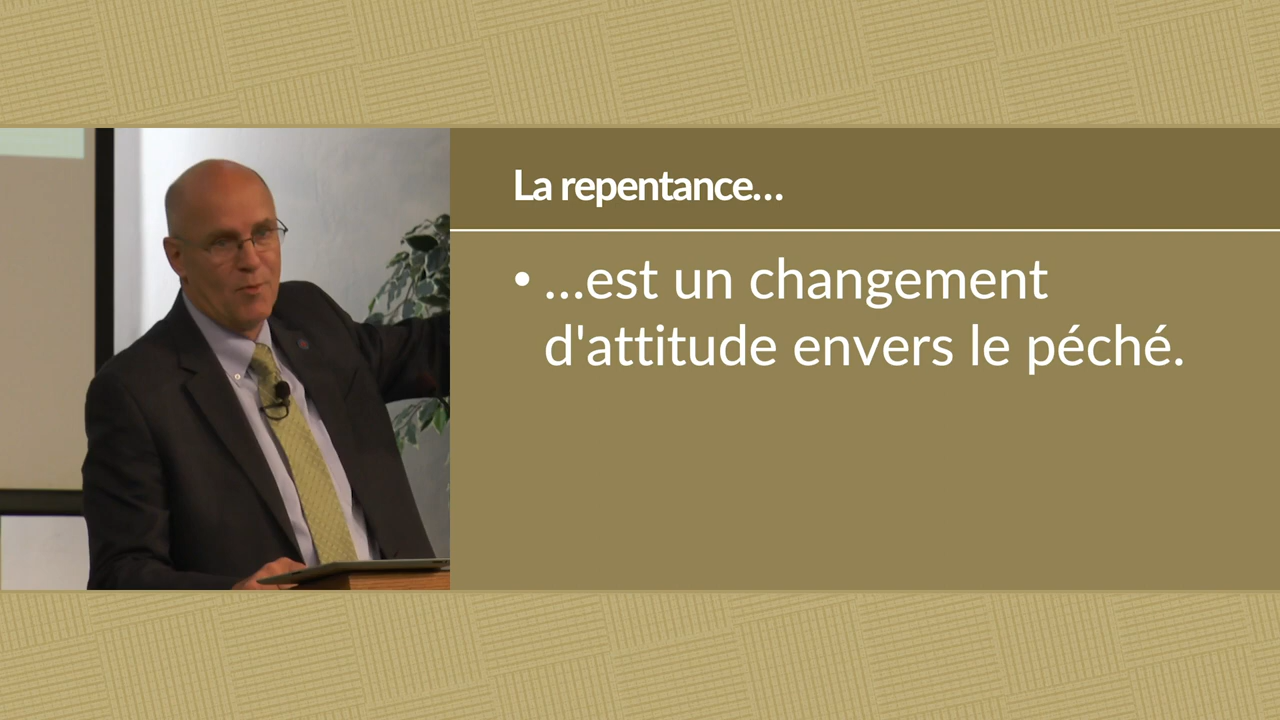 La repentance...
• ...est un changement
d'attitude envers le péché.